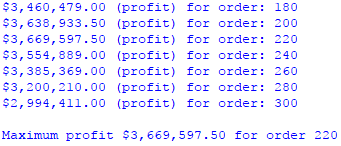 $3,460,479.00 (profit) for order: 180
$3,638,933.50 (profit) for order: 200
$3,669,597.50 (profit) for order: 220
$3,554,889.00 (profit) for order: 240
$3,385,369.00 (profit) for order: 260
$3,200,210.00 (profit) for order: 280
$2,994,411.00 (profit) for order: 300
Maximum profit $3,669,597.50 for order 220